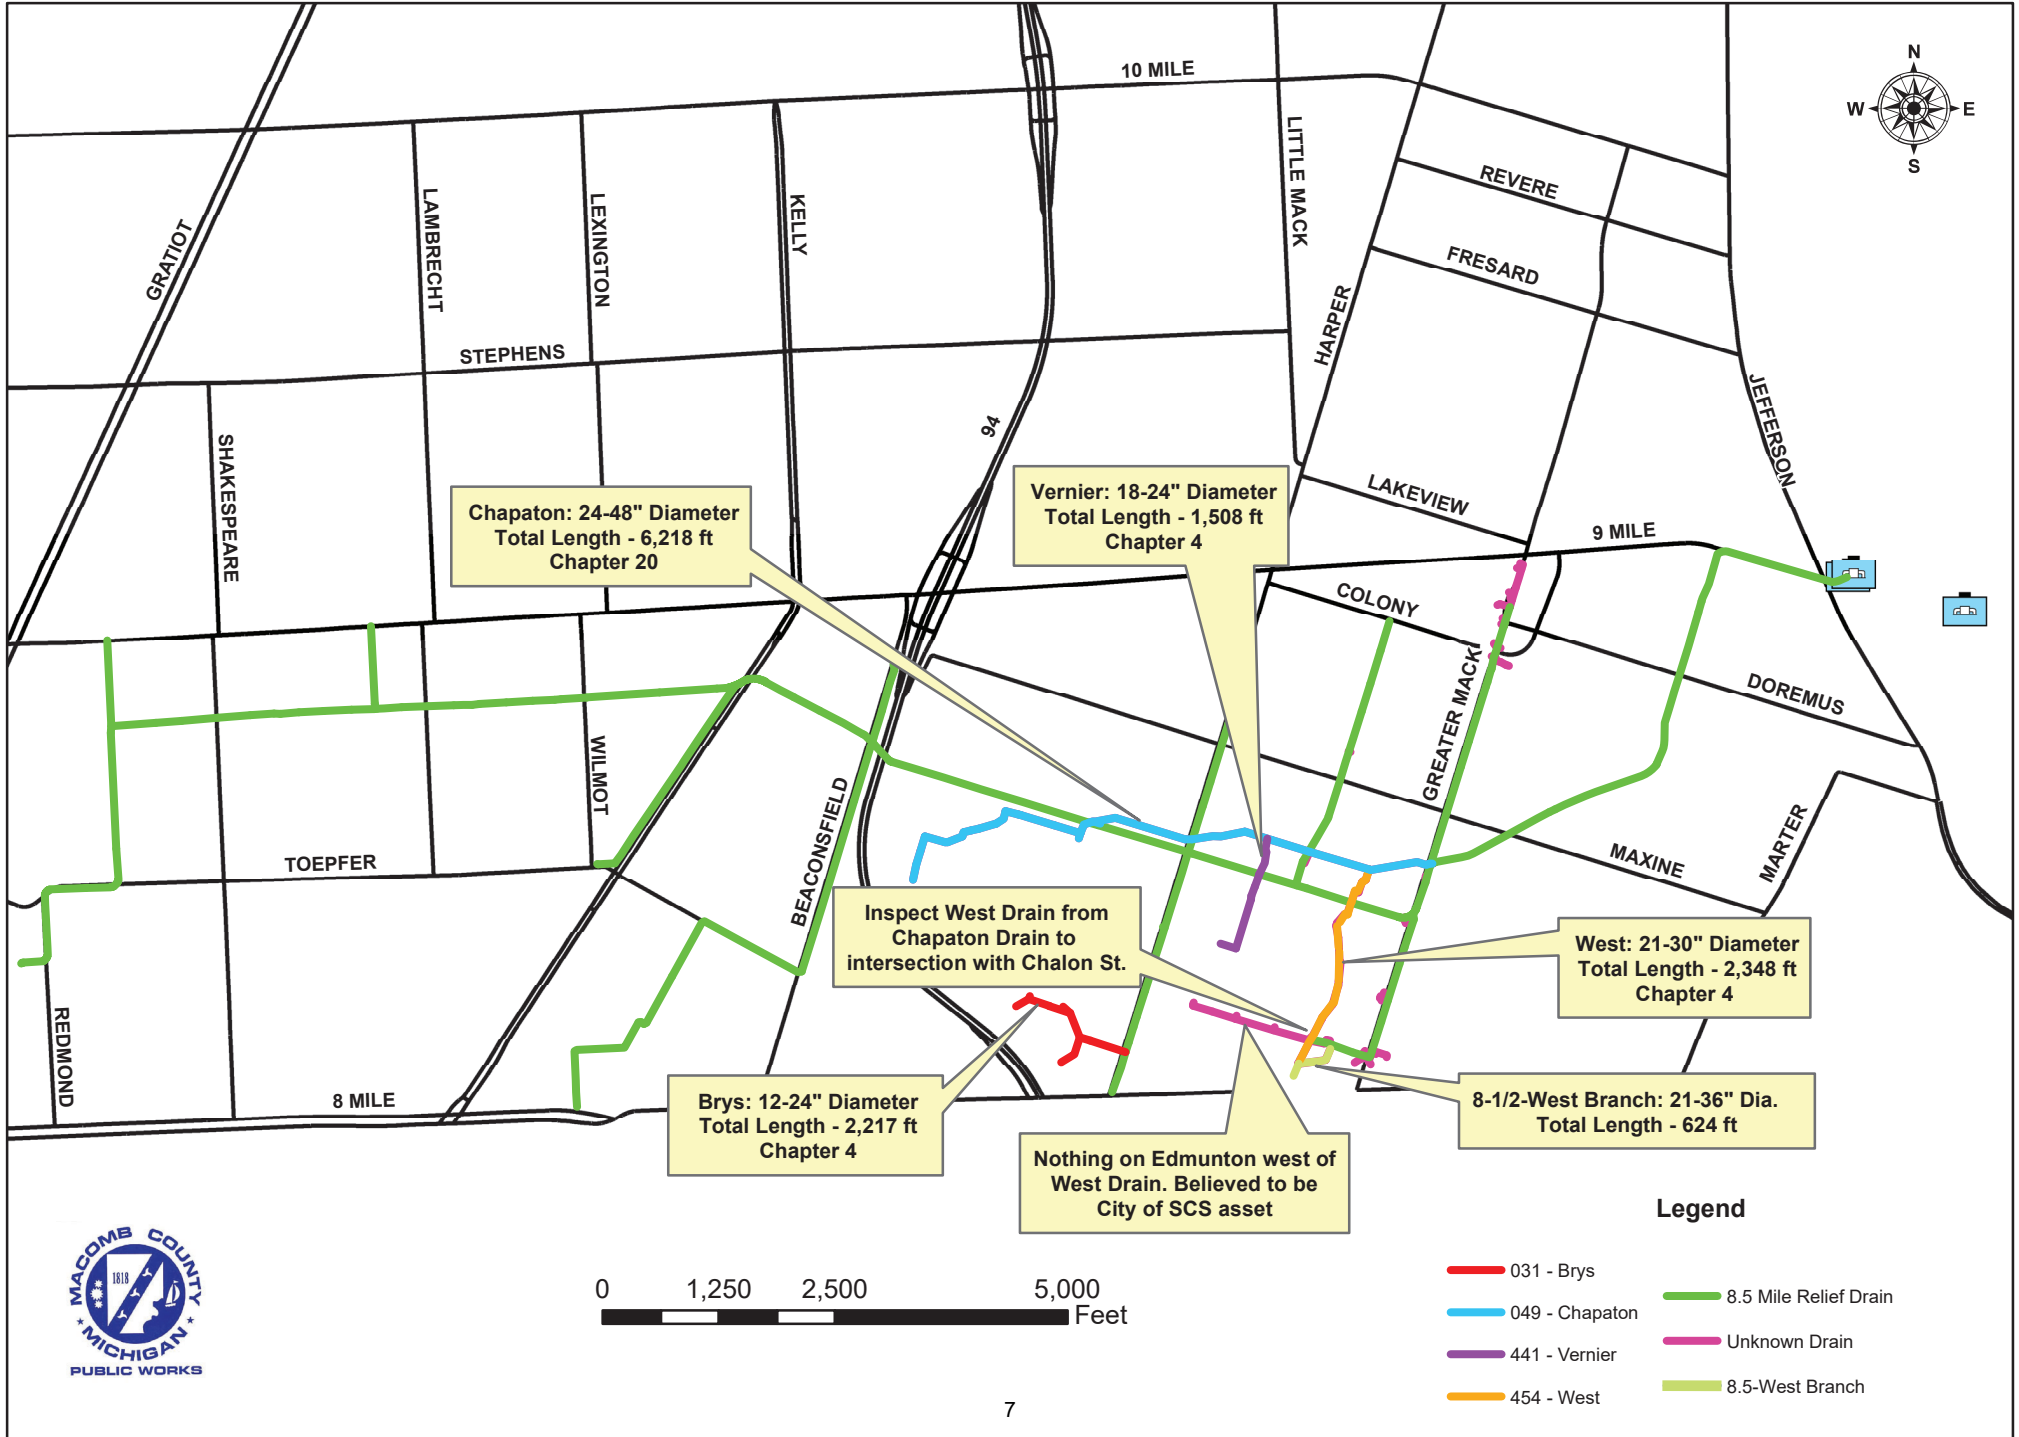 10 MILE
N
W E
S
LITTLE MACK
REVERE
LAMBRECHT
LEXINGTON
KELLY
GRATIOT
FRESARD
HARPER
STEPHENS
JEFFERSON
94
SHAKESPEARE
Chapaton: 24-48" Diameter
Total Length - 6,218 ft
Chapter 20
Vernier: 18-24" Diameter
Total Length - 1,508 ft
Chapter 4
LAKEVIEW
9 MILE
COLONY
GREATER MACK
DOREMUS
WILMOT
BEACONSFIELD
MARTER
MAXINE
TOEPFER
Inspect West Drain from
Chapaton Drain to
intersection with Chalon St.
West: 21-30" Diameter
Total Length - 2,348 ft
Chapter 4
REDMOND
8 MILE
Brys: 12-24" Diameter
Total Length - 2,217 ft
Chapter 4
8-1/2-West Branch: 21-36" Dia.
Total Length - 624 ft
Nothing on Edmunton west of
West Drain. Believed to be
City of SCS asset
Legend
031 - Brys
049 - Chapaton
441 - Vernier
454 - West
8.5 Mile Relief Drain
Unknown Drain
8.5-West Branch
MACOMB COUNTY
1818
MICHIGAN
PUBLIC WORKS
0 1,250 2,500 5,000
Feet
7